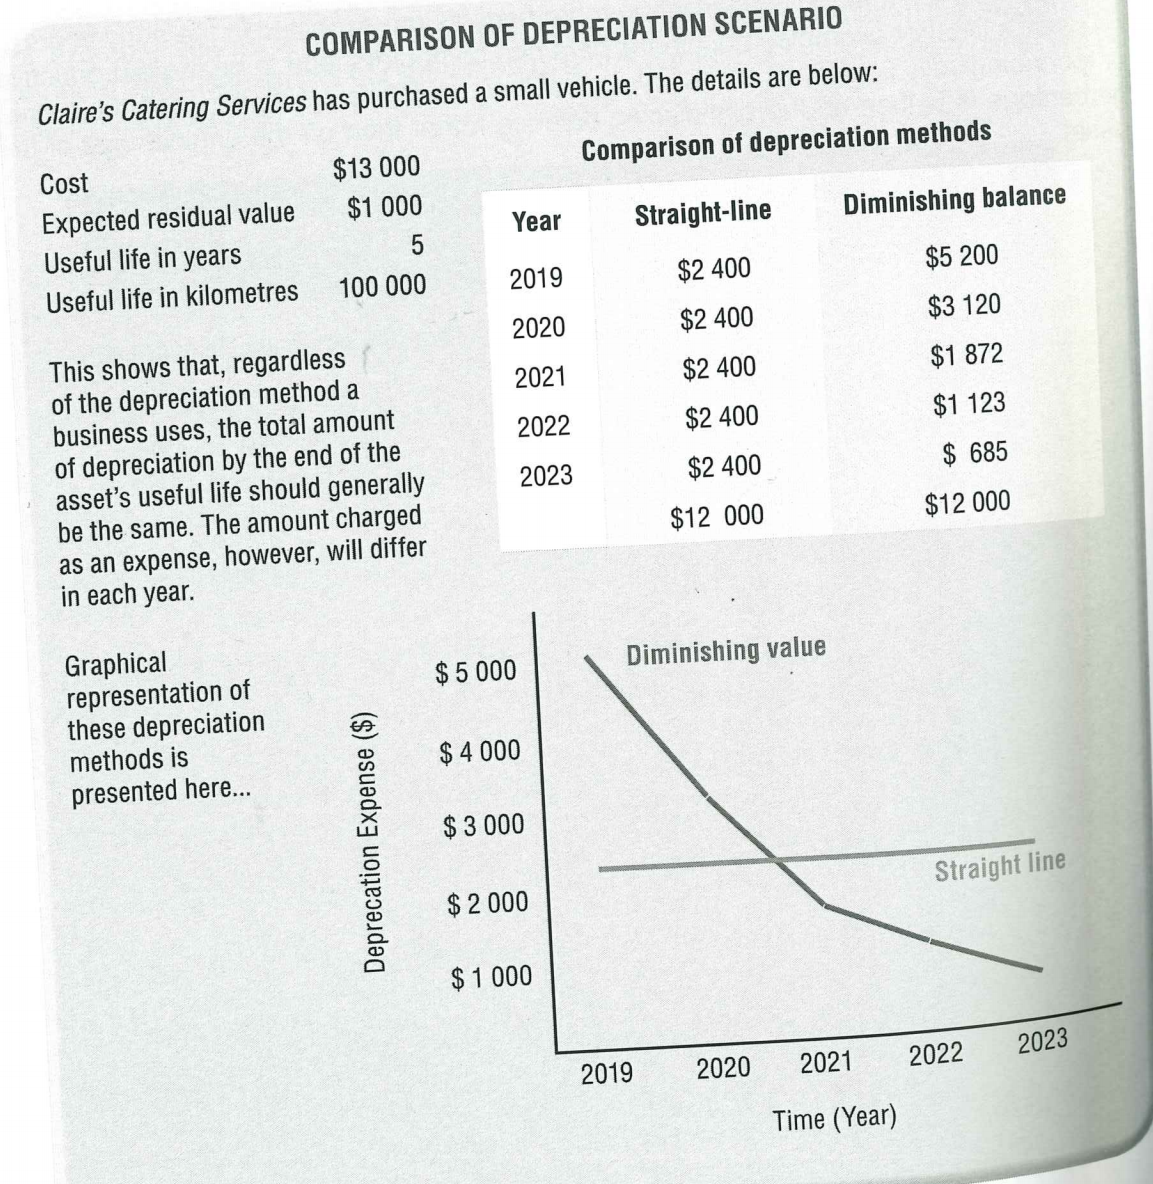 COMPARISON OF DEPRECIATION SCENARIO
Claire's Catering Services has purchased a small vehicle. The details are below:
Cost $13 000
Expected residual value $1 000
Useful life in years 5
Useful life in kilometres 100 000
This shows that, regardless
of the depreciation method a
business uses, the total amount
of depreciation by the end of the
asset's useful life should generally
be the same. The amount charged
as an expense, however, will differ
in each year.
Comparison of depreciation methods
Year Straight-line Diminishing balance
2019 $2 400 $5 200
2020 $2 400 $3 120
2021 $2 400 $1 872
2022 $2 400 $1 123
2023 $2 400 $ 685
$12 000 $12 000
Graphical
representation of
these depreciation
methods is
presented here...
Deprecation Expense ($)
$ 5 000
$ 4 000
$ 3 000
$ 2 000
$ 1 000
Diminishing value
Straight line
2019 2020 2021 2022 2023
Time (Year)